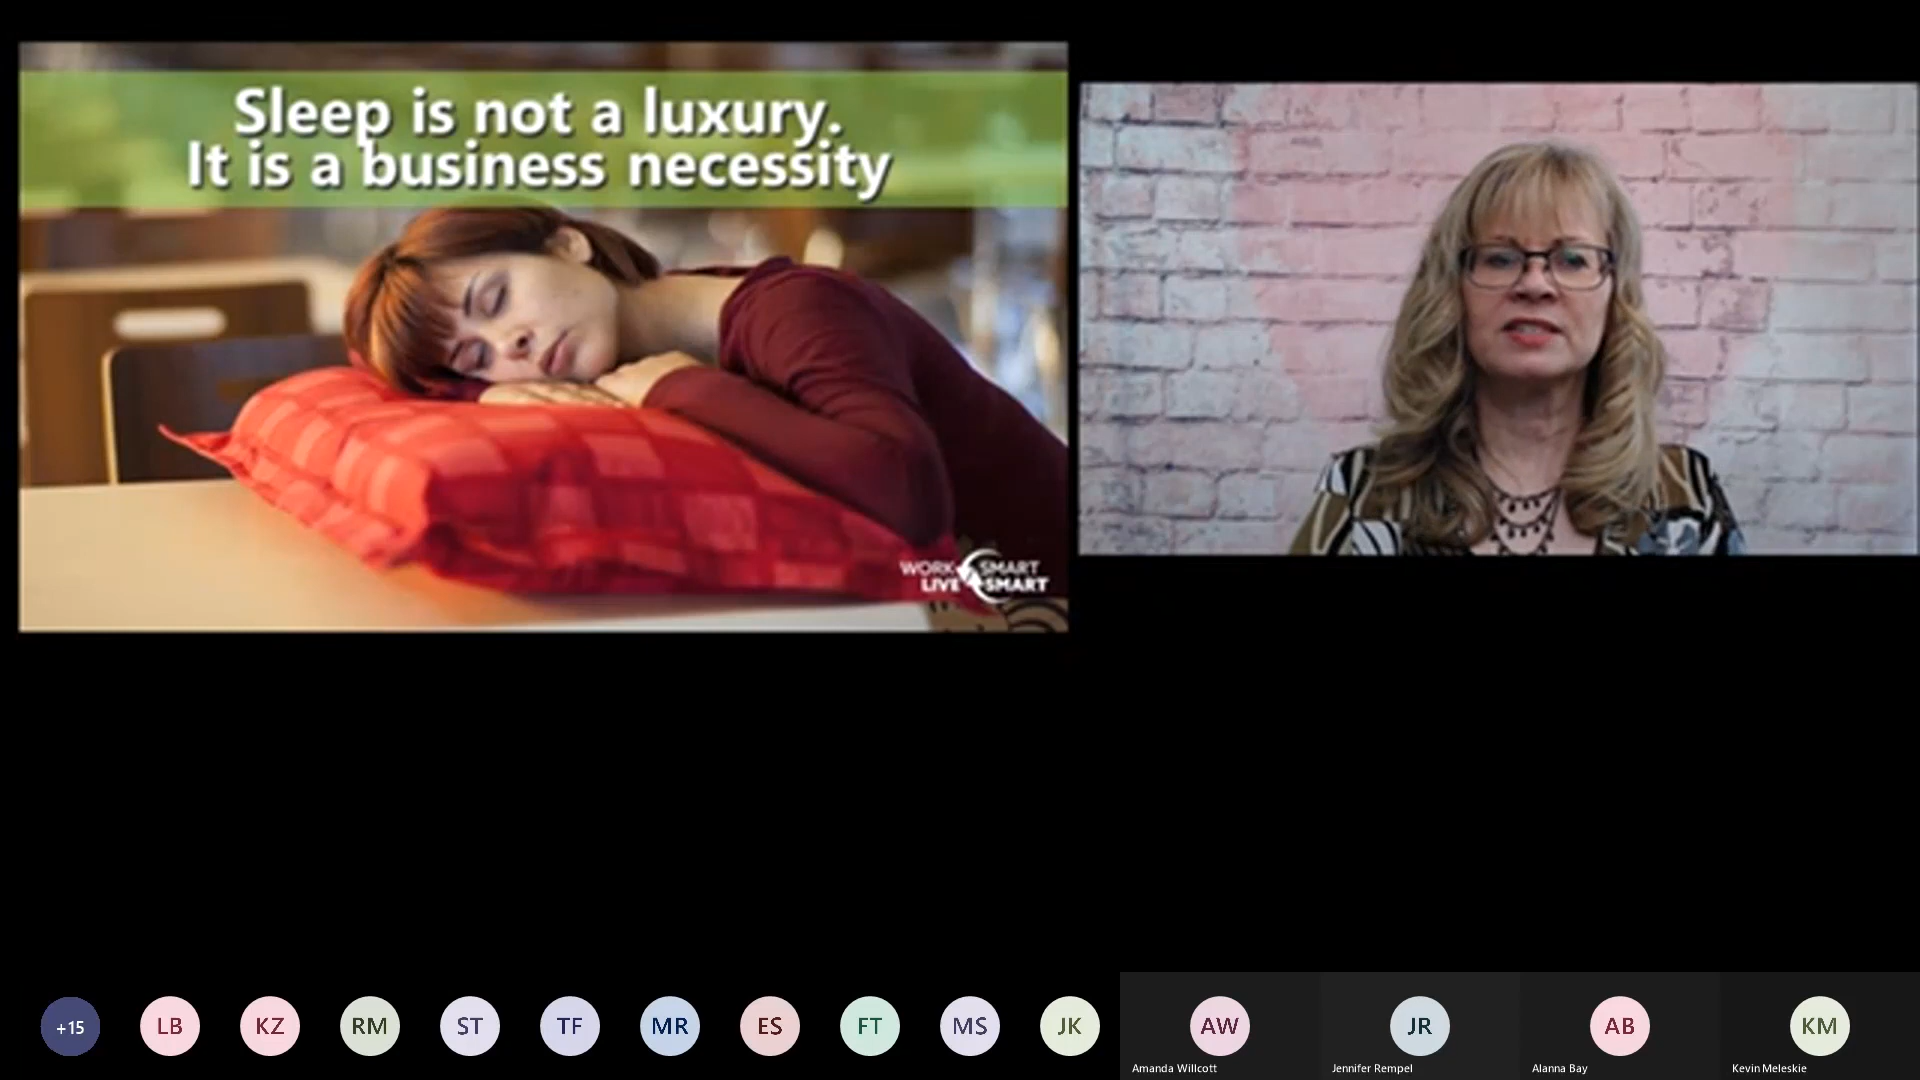 Sleep is not a luxury.
It is a business necessity
WORK SMART
LIVE SMART
+15
LB
KZ
RM
ST
TF
MR
ES
FT
MS
JK
AW
JR
AB
KM
Amanda Willcott
Jennifer Rempel
Alanna Bay
Kevin Meleskie